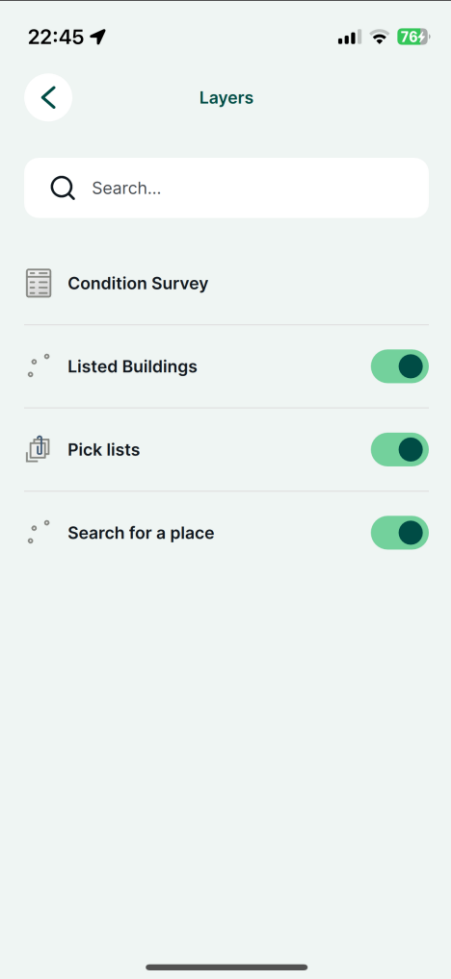 22:45
76
Layers
Search...
Condition Survey
Listed Buildings
Pick lists
Search for a place